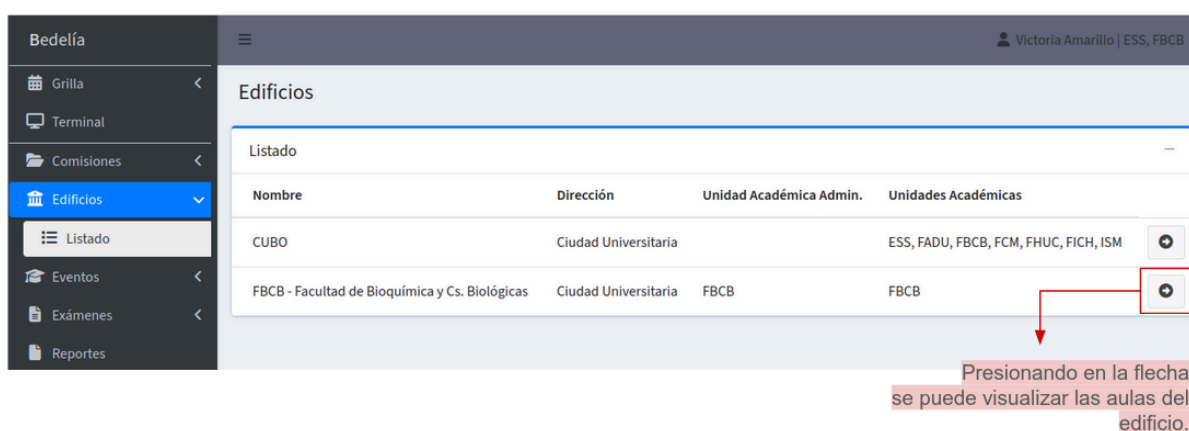 Bedelía
Victoria Amarillo | ESS, FBCB
Grilla
Terminal
Comisiones
Edificios
Listado
Eventos
Exámenes
Reportes
Edificios
Listado
Nombre Dirección Unidad Académica Admin. Unidades Académicas
CUBO Ciudad Universitaria ESS, FADU, FBCB, FCM, FHUC, FICH, ISM
FBCB - Facultad de Bioquímica y Cs. Biológicas Ciudad Universitaria FBCB FBCB
Presionando en la flecha
se puede visualizar las aulas del
edificio.